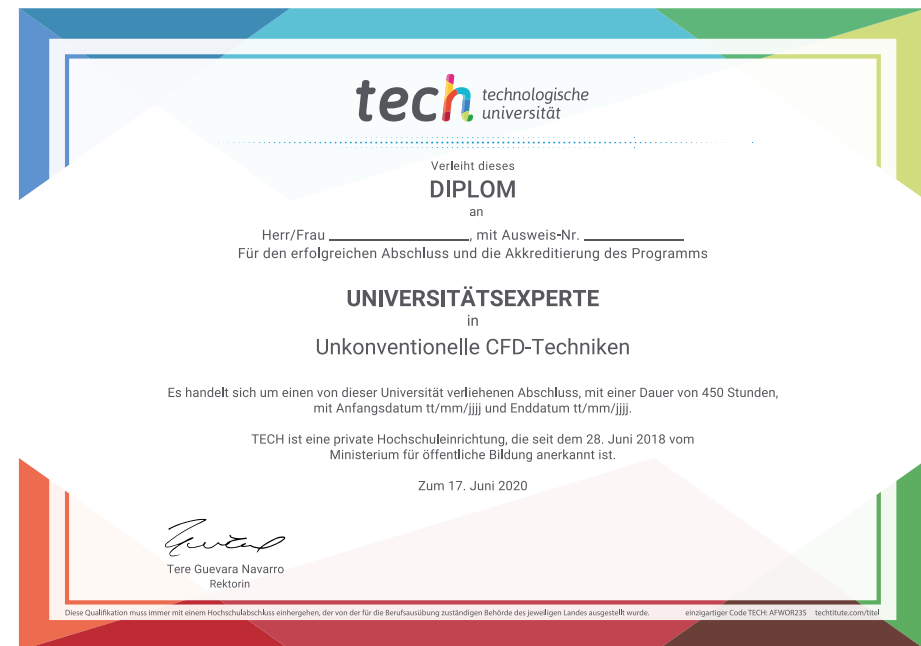 tech technologische
universität
Verleiht dieses
DIPLOM
an
Herr/Frau ____________________, mit Ausweis-Nr. ______________
Für den erfolgreichen Abschluss und die Akkreditierung des Programms
UNIVERSITÄTSEXPERTE
in
Unkonventionelle CFD-Techniken
Es handelt sich um einen von dieser Universität verliehenen Abschluss, mit einer Dauer von 450 Stunden,
mit Anfangsdatum tt/mm/jjjj und Enddatum tt/mm/jjjj.
TECH ist eine private Hochschuleinrichtung, die seit dem 28. Juni 2018 vom
Ministerium für öffentliche Bildung anerkannt ist.
Zum 17. Juni 2020
Tere Guevara Navarro
Rektorin
Diese Qualifikation muss immer mit einem Hochschulabschluss einhergehen, der von der für die Berufsausübung zuständigen Behörde des jeweiligen Landes ausgestellt wurde. einzigartiger Code TECH: AFWOR23S techtitute.com/titel